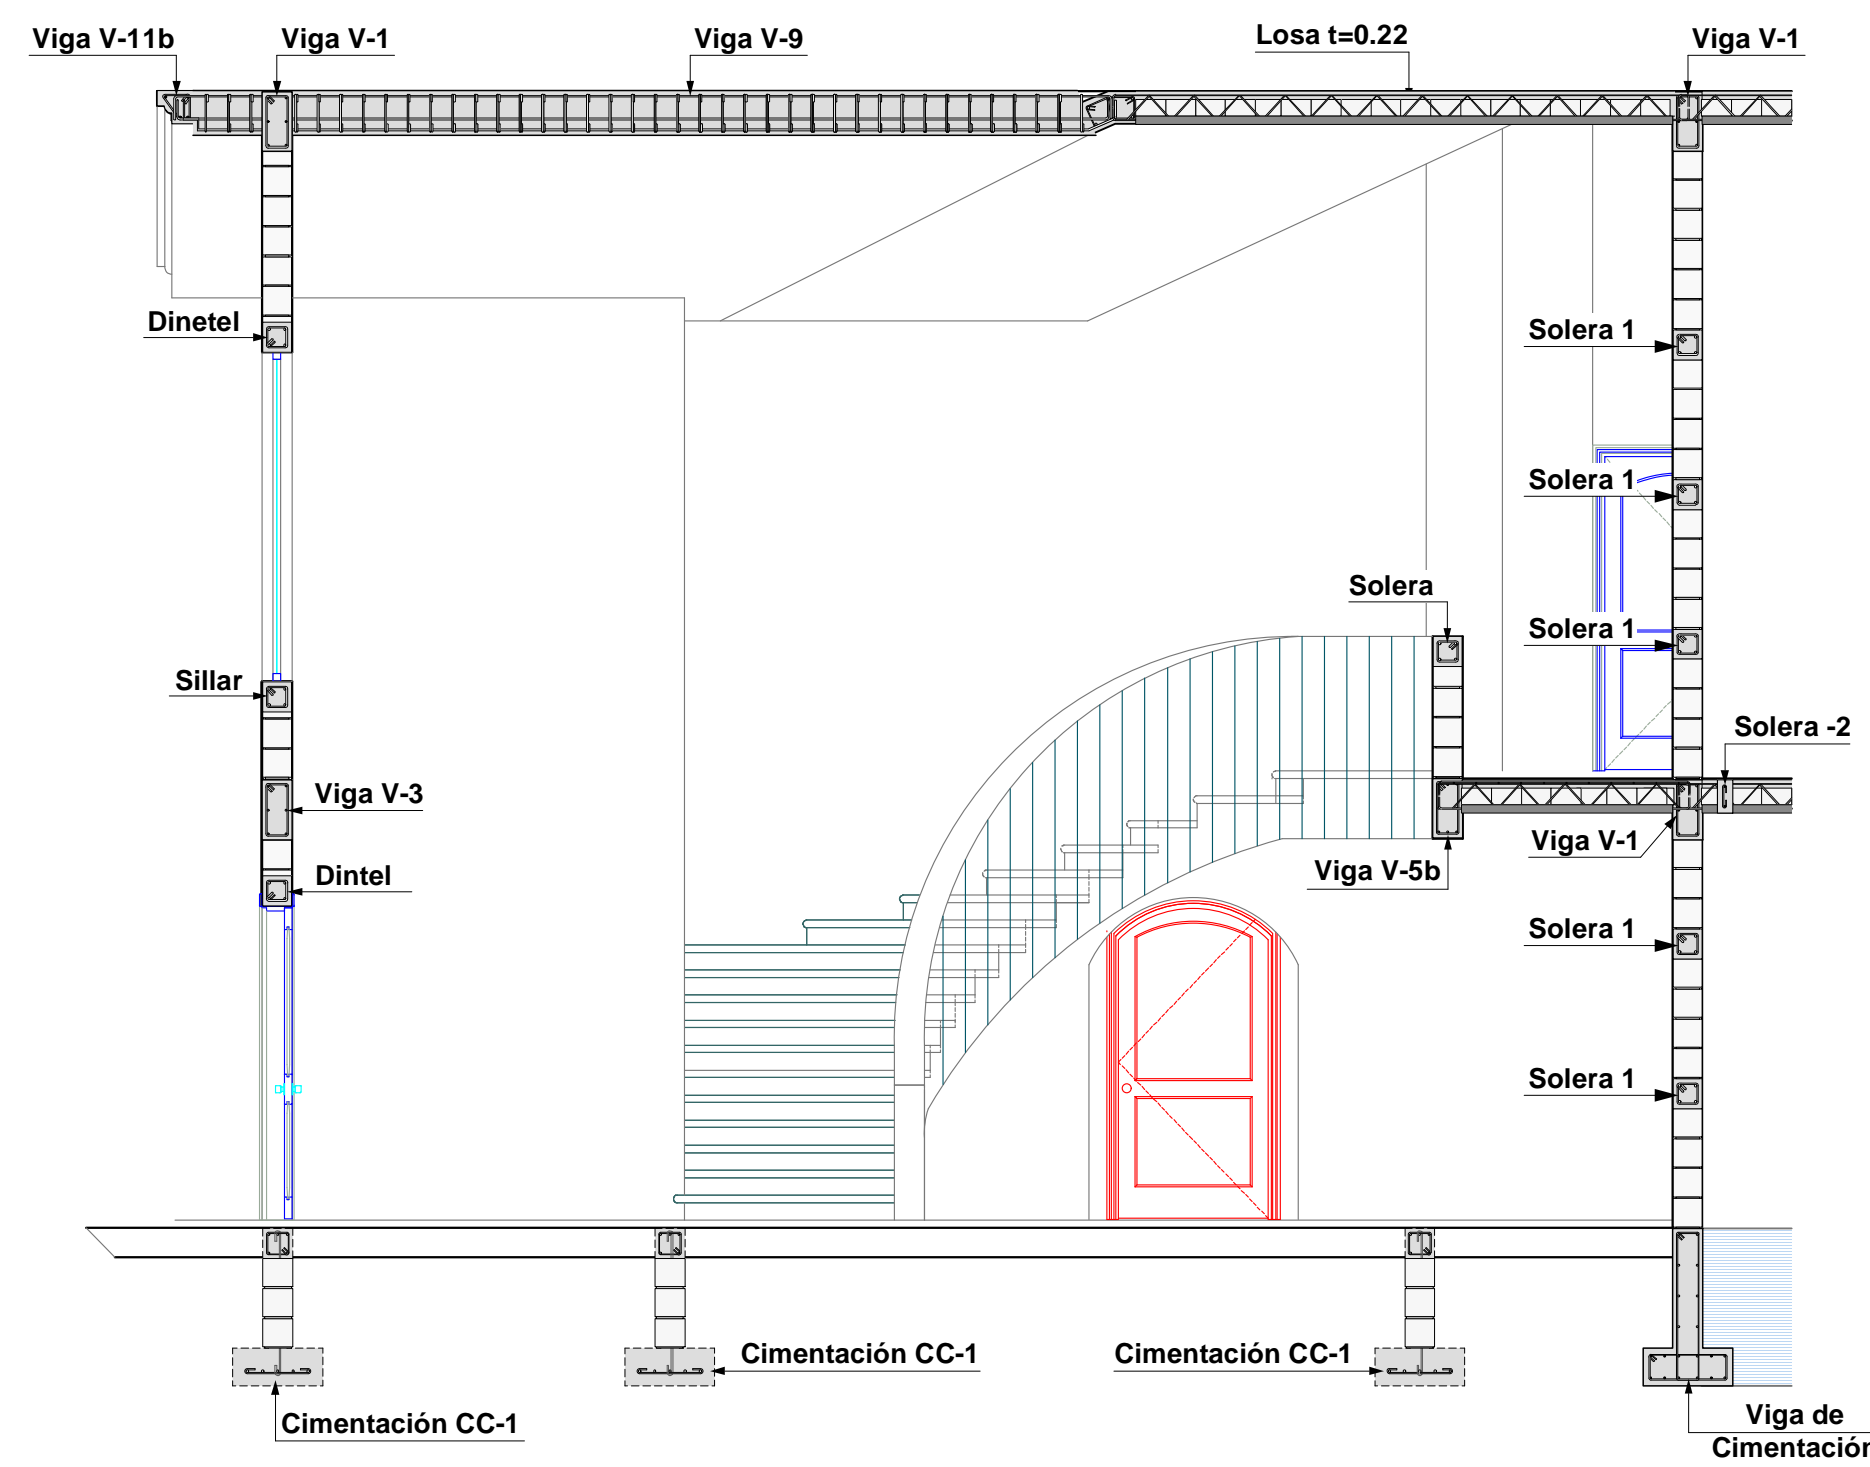 Viga V-11b
Viga V-1
Viga V-9
Losa t=0.22
Viga V-1
Dinetel
Solera 1
Solera 1
Solera
Solera 1
Sillar
Solera -2
Viga V-3
Viga V-1
Dintel
Viga V-5b
Solera 1
Solera 1
Cimentación CC-1
Cimentación CC-1
Cimentación CC-1
Viga de
Cimentación